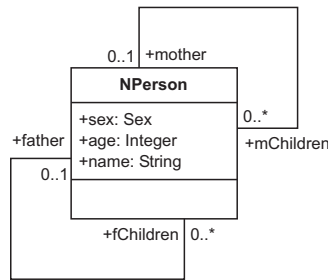 0..1 +mother
NPerson
+sex: Sex
+age: Integer
+name: String
0..*
+mChildren
+father
0..1
+fChildren 0..*